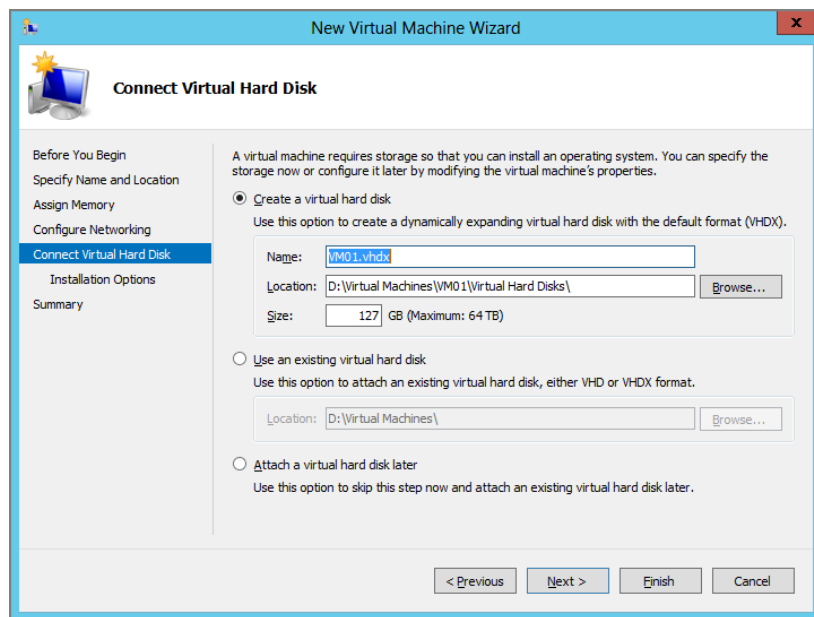 New Virtual Machine Wizard
x
Connect Virtual Hard Disk
Before You Begin
Specify Name and Location
Assign Memory
Configure Networking
Connect Virtual Hard Disk
Installation Options
Summary
A virtual machine requires storage so that you can install an operating system. You can specify the
storage now or configure it later by modifying the virtual machine's properties.
Create a virtual hard disk
Use this option to create a dynamically expanding virtual hard disk with the default format (VHDX).
Name: VM01.vhdx
Location: D:\Virtual Machines\VM01\Virtual Hard Disks\ Browse...
Size: 127 GB (Maximum: 64 TB)
Use an existing virtual hard disk
Use this option to attach an existing virtual hard disk, either VHD or VHDX format.
Location: D:\Virtual Machines\ Browse...
Attach a virtual hard disk later
Use this option to skip this step now and attach an existing virtual hard disk later.
< Previous Next > Finish Cancel